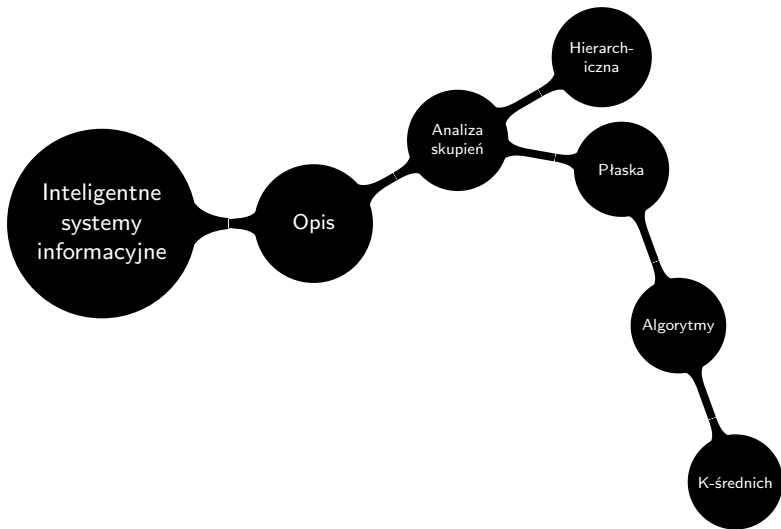 Inteligentne
systemy
informacyjne
Opis
Analiza
skupień
Hierarch-
iczna
Płaska
Algorytmy
K-średnich